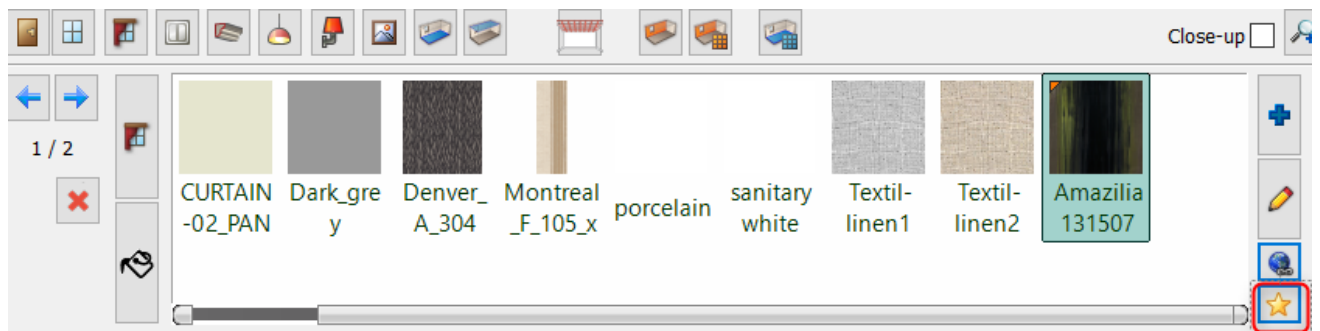 Close-up
1 / 2
CURTAIN
-02_PAN
Dark_gre
y
Denver_
A_304
Montreal
_F_105_x
porcelain
sanitary
white
Textil-
linen1
Textil-
linen2
Amazilia
131507